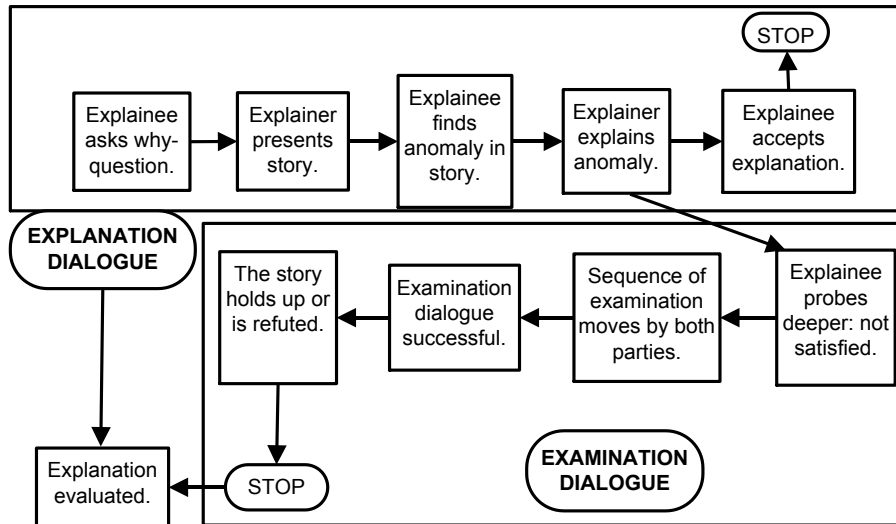 STOP
Explainee
asks why-
question.
Explainer
presents
story.
Explainee
finds
anomaly in
story.
Explainer
explains
anomaly.
Explainee
accepts
explanation.
EXPLANATION
DIALOGUE
The story
holds up or
is refuted.
Examination
dialogue
successful.
Sequence of
examination
moves by both
parties.
Explainee
probes
deeper: not
satisfied.
Explanation
evaluated.
STOP
EXAMINATION
DIALOGUE